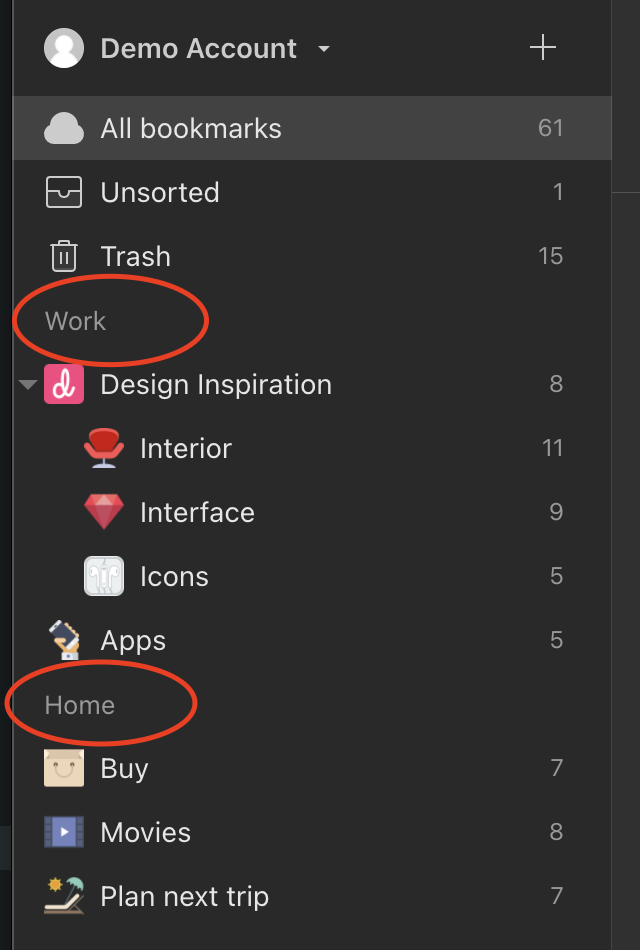 Demo Account
All bookmarks 61
Unsorted 1
Trash 15
Work
Design Inspiration 8
Interior 11
Interface 9
Icons 5
Apps 5
Home
Buy 7
Movies 8
Plan next trip 7